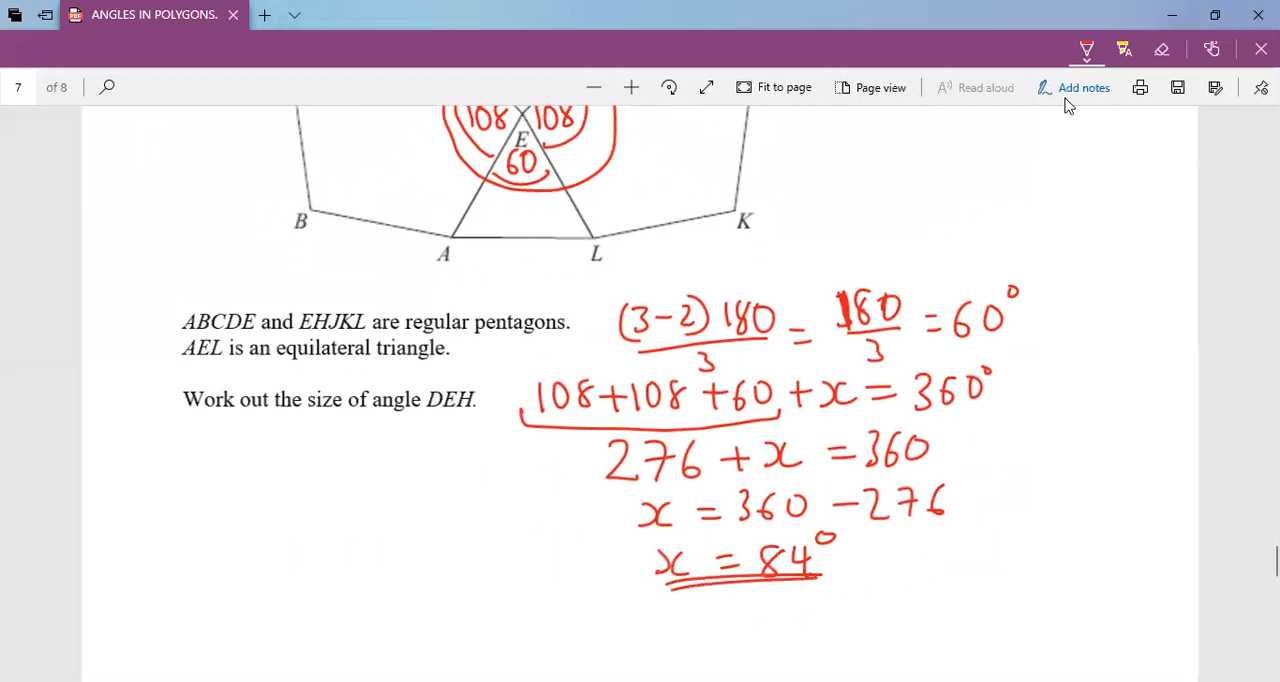 ANGLES IN POLYGONS.
7 of 8
Fit to page
Page view
Read aloud
Add notes
108 108
E
60
B
K
A
L
ABCDE and EHJKL are regular pentagons.
AEL is an equilateral triangle.
Work out the size of angle DEH.
(3-2) 180 / 3 = 180 / 3 = 60°
108+108+60+x = 360°
276 + x = 360
x = 360 - 276
x = 84°